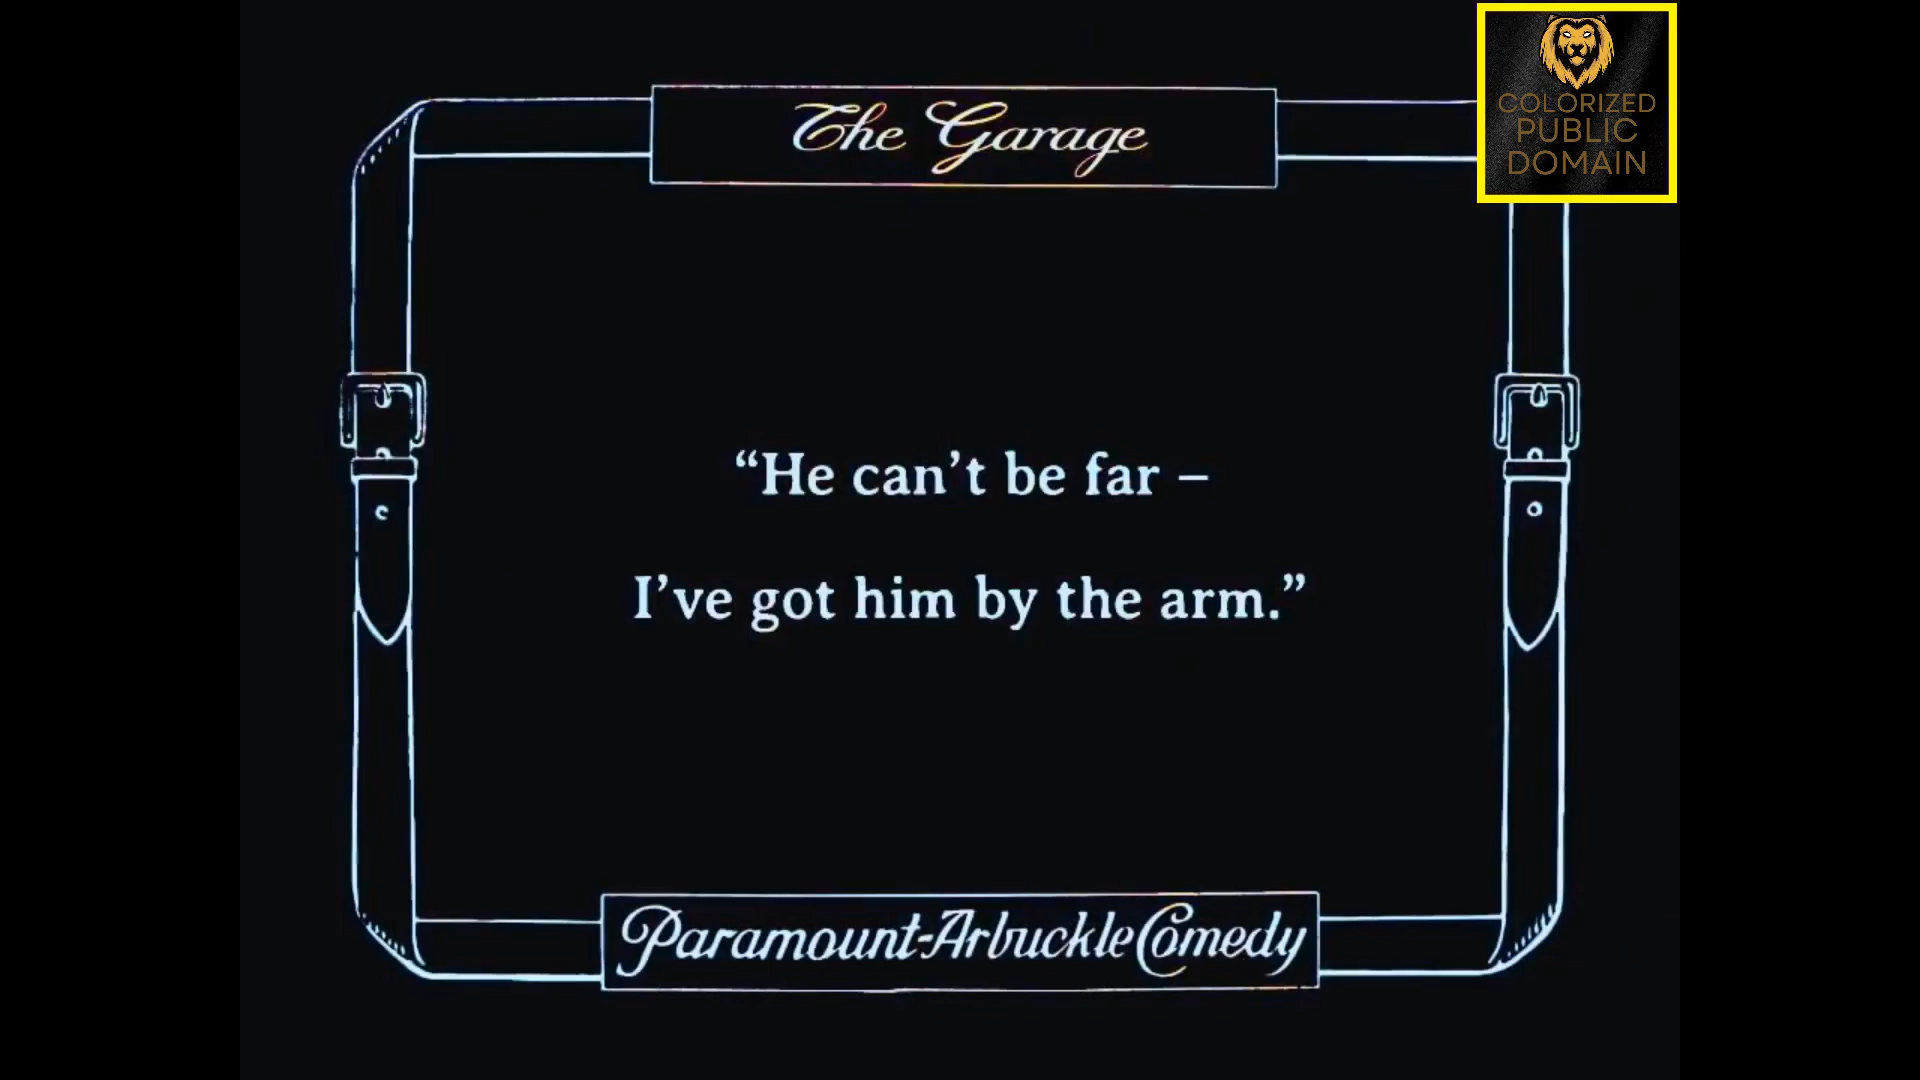 The Garage
COLORIZED
PUBLIC
DOMAIN
“He can’t be far –
I’ve got him by the arm.”
Paramount-Arbuckle Comedy